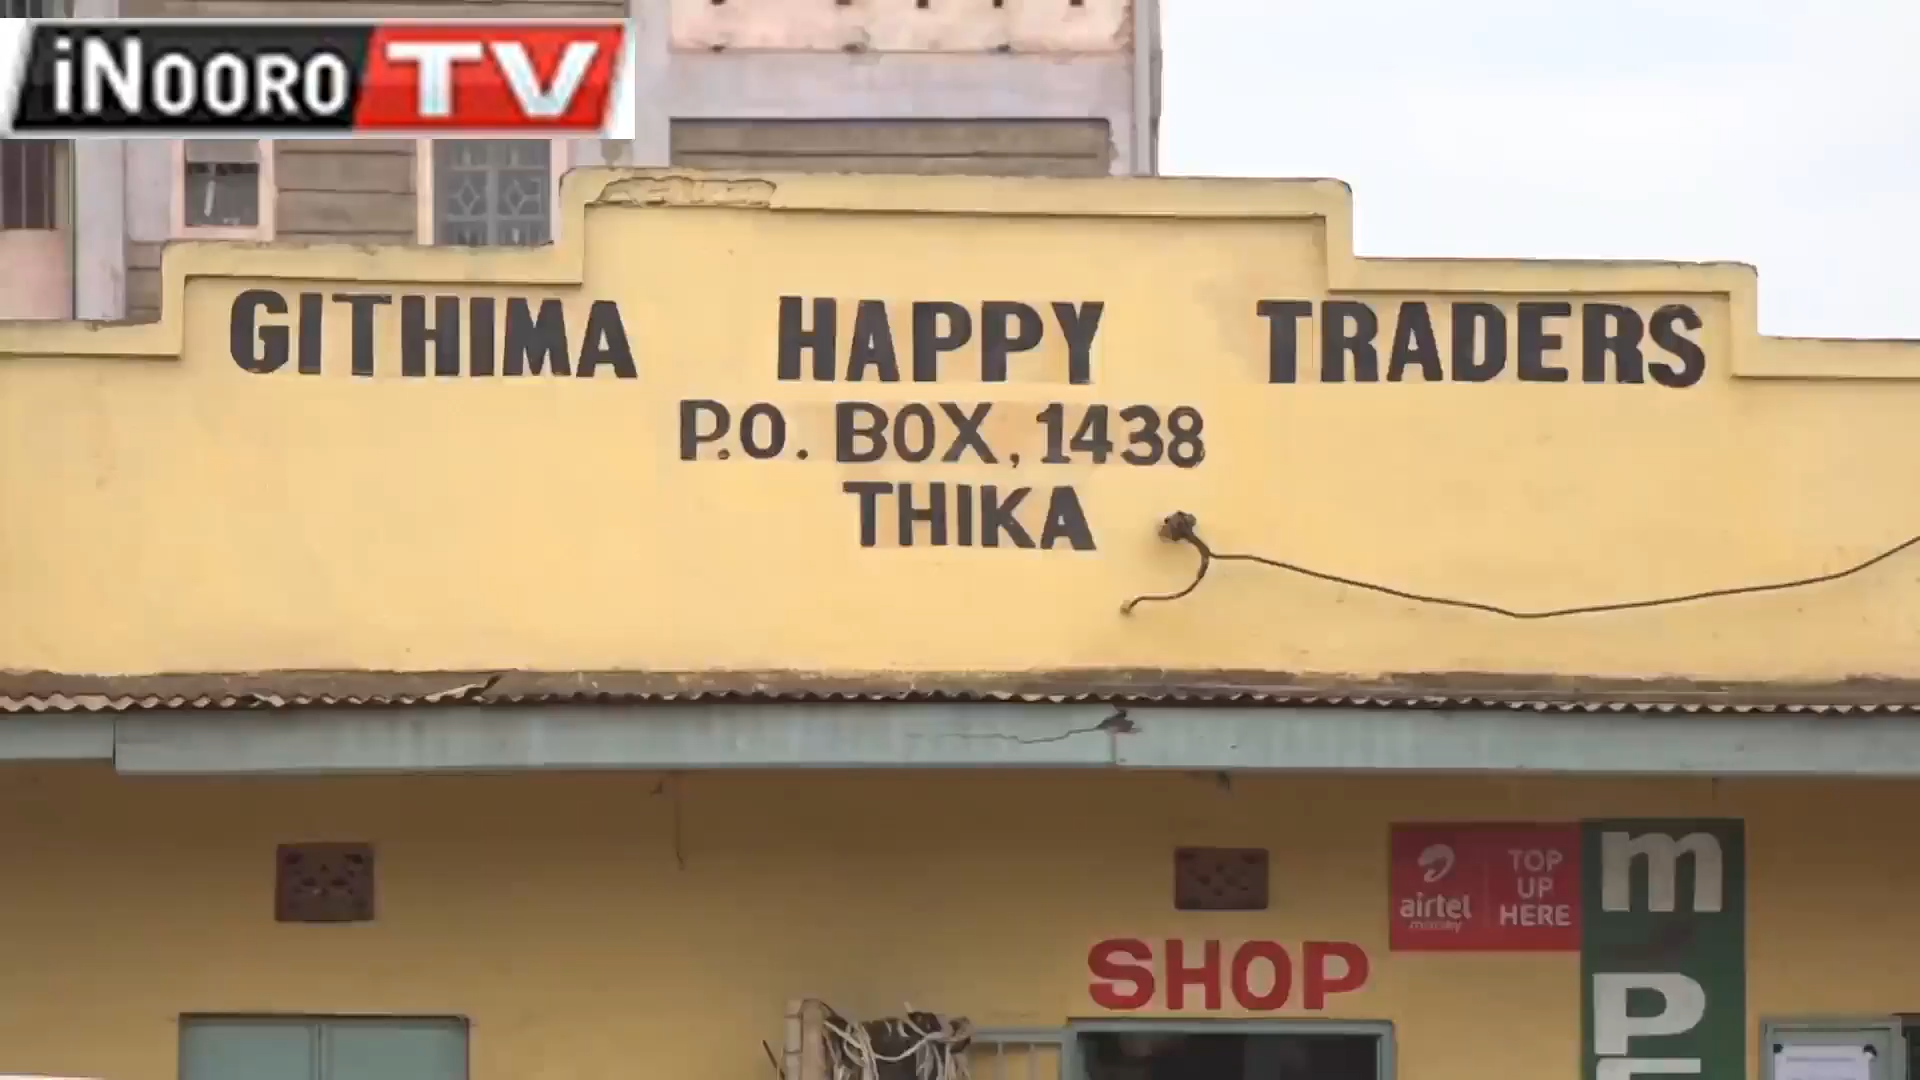 iNOORO TV
GITHIMA HAPPY TRADERS
P.O. BOX, 1438
THIKA
airtel
money
TOP
UP
HERE
SHOP
m
P